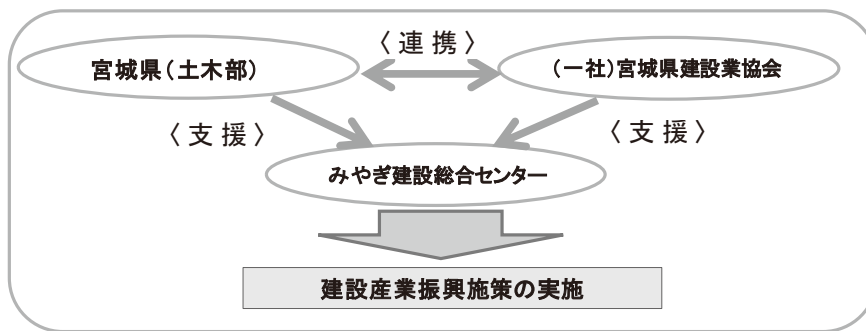 〈 連 携 〉
宮城県（土木部）
（一社）宮城県建設業協会
〈 支 援 〉
〈 支 援 〉
みやぎ建設総合センター
建設産業振興施策の実施